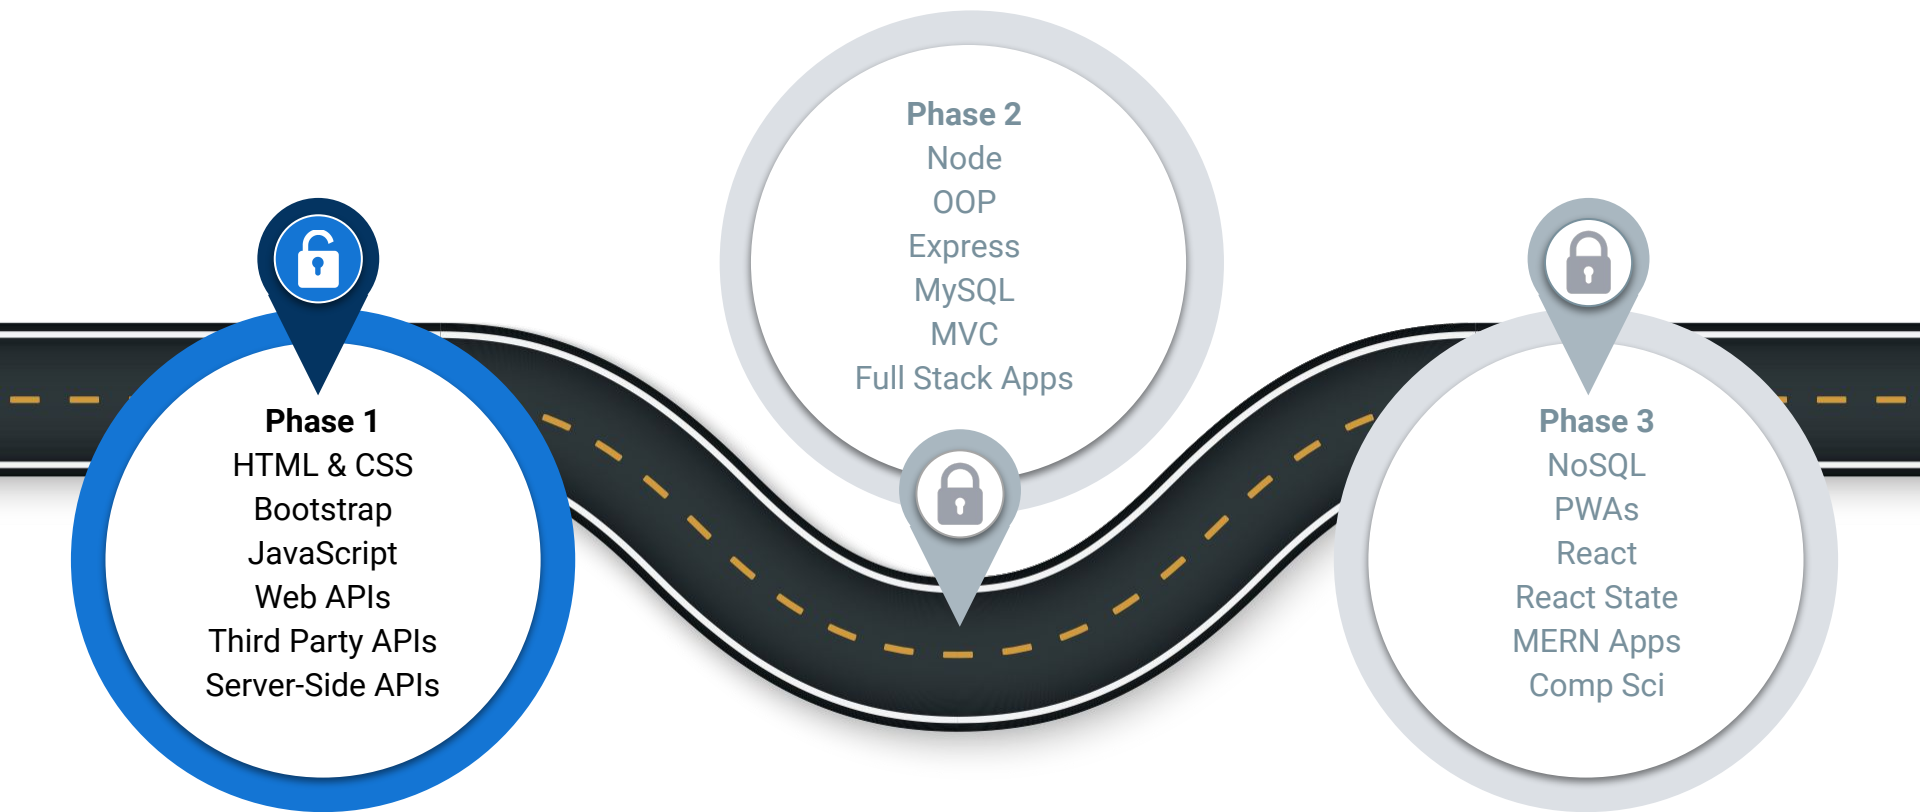 Phase 1
HTML & CSS
Bootstrap
JavaScript
Web APIs
Third Party APIs
Server-Side APIs
Phase 2
Node
OOP
Express
MySQL
MVC
Full Stack Apps
Phase 3
NoSQL
PWAs
React
React State
MERN Apps
Comp Sci